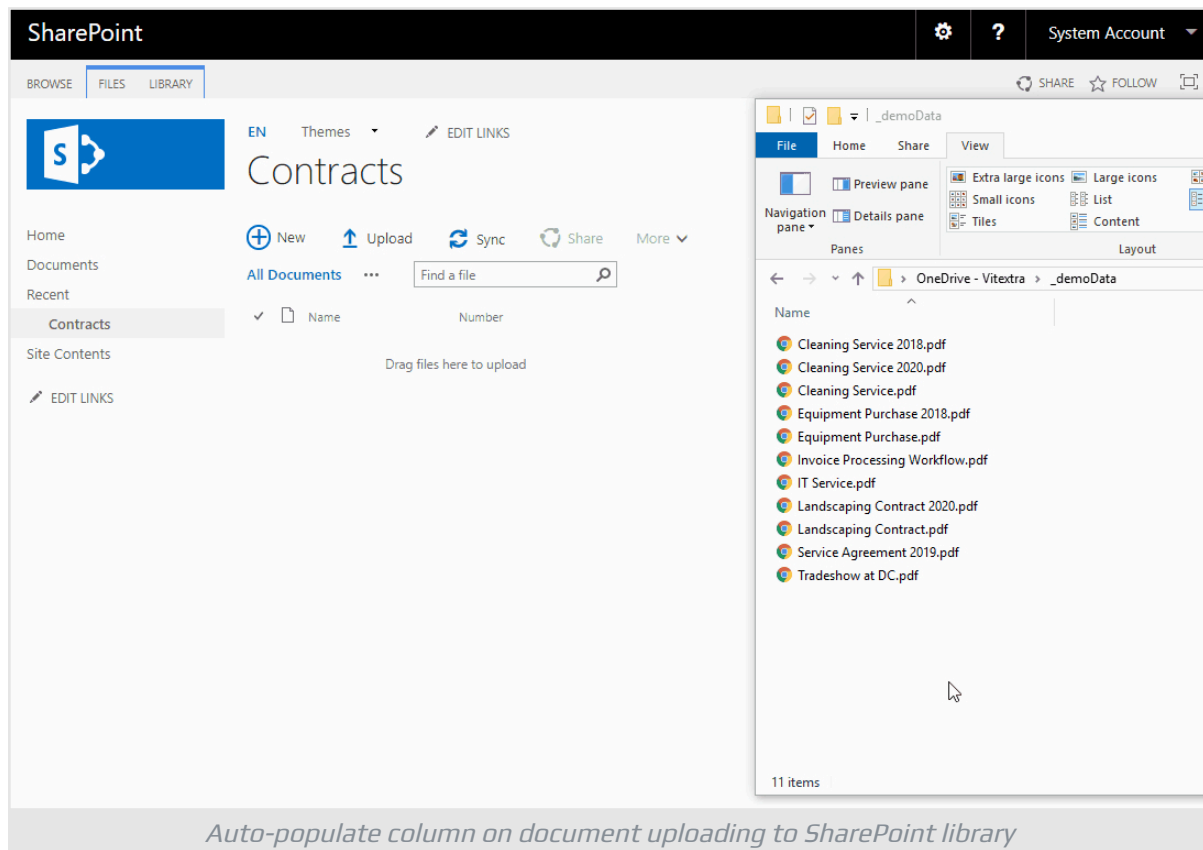 SharePoint
? System Account
BROWSE FILES LIBRARY
SHARE FOLLOW
S
EN Themes EDIT LINKS
Contracts
Home
Documents
Recent
Contracts
Site Contents
EDIT LINKS
New Upload Sync Share More
All Documents ... Find a file
Name Number
Drag files here to upload
_demoData
File Home Share View
Navigation pane
Preview pane
Details pane
Panes
Extra large icons Large icons
Small icons List
Tiles Content
Layout
OneDrive - Vitextra > _demoData
Name
Cleaning Service 2018.pdf
Cleaning Service 2020.pdf
Cleaning Service.pdf
Equipment Purchase 2018.pdf
Equipment Purchase.pdf
Invoice Processing Workflow.pdf
IT Service.pdf
Landscaping Contract 2020.pdf
Landscaping Contract.pdf
Service Agreement 2019.pdf
Tradeshow at DC.pdf
11 items
Auto-populate column on document uploading to SharePoint library